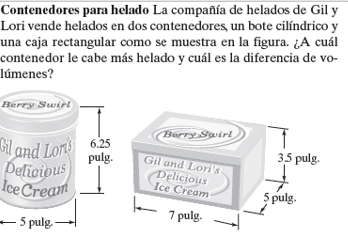 Contenedores para helado La compañía de helados de Gil y
Lori vende helados en dos contenedores, un bote cilíndrico y
una caja rectangular como se muestra en la figura. ¿A cuál
contenedor le cabe más helado y cuál es la diferencia de vo-
lúmenes?
Berry Swirl
Gil and Lori's
Delicious
Ice Cream
6.25
pulg.
5 pulg.
Berry Swirl
Gil and Lori's
Delicious
Ice Cream
3.5 pulg.
5 pulg.
7 pulg.